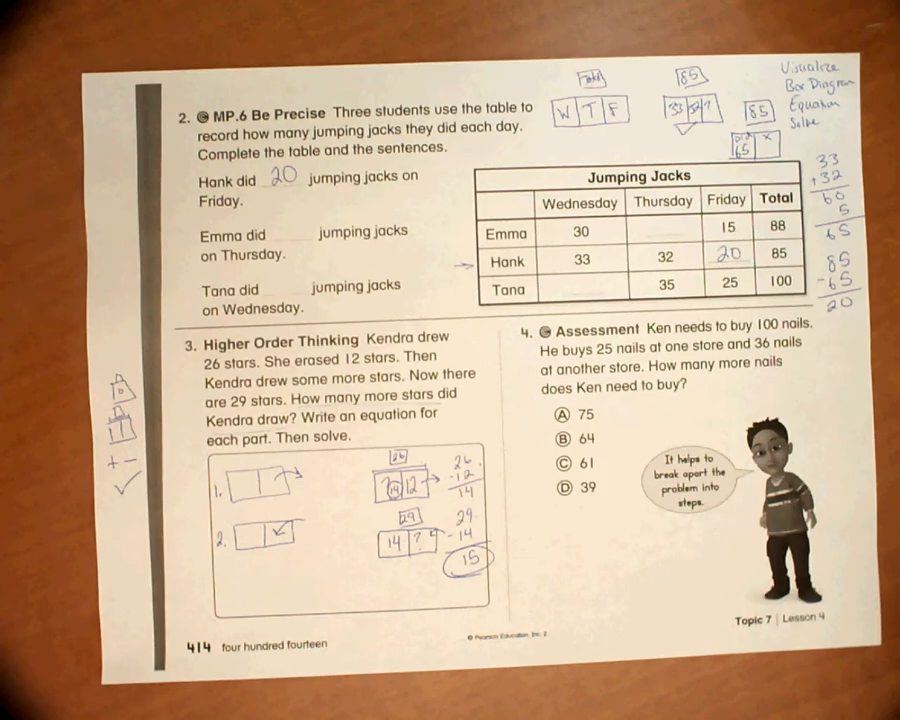 2. MP.6 Be Precise Three students use the table to
record how many jumping jacks they did each day.
Complete the table and the sentences.
Hank did 20 jumping jacks on
Friday.
Emma did jumping jacks
on Thursday.
Tana did jumping jacks
on Wednesday.
Total
W T F
85
33 32 ?
85
65 x
Visualize
Box Diagram
Equation
Solve
33
+32
60
5
65
85
-65
20
Jumping Jacks
Wednesday Thursday Friday Total
Emma 30 15 88
Hank 33 32 20 85
Tana 35 25 100
3. Higher Order Thinking Kendra drew
26 stars. She erased 12 stars. Then
Kendra drew some more stars. Now there
are 29 stars. How many more stars did
Kendra draw? Write an equation for
each part. Then solve.
+ -
1.
26
? 14 12
26
-12
14
2.
29
14 ?
29
-14
15
4. Assessment Ken needs to buy 100 nails.
He buys 25 nails at one store and 36 nails
at another store. How many more nails
does Ken need to buy?
A 75
B 64
C 61
D 39
It helps to
break apart the
problem into
steps.
414 four hundred fourteen
© Pearson Education, Inc. 2
Topic 7 | Lesson 4